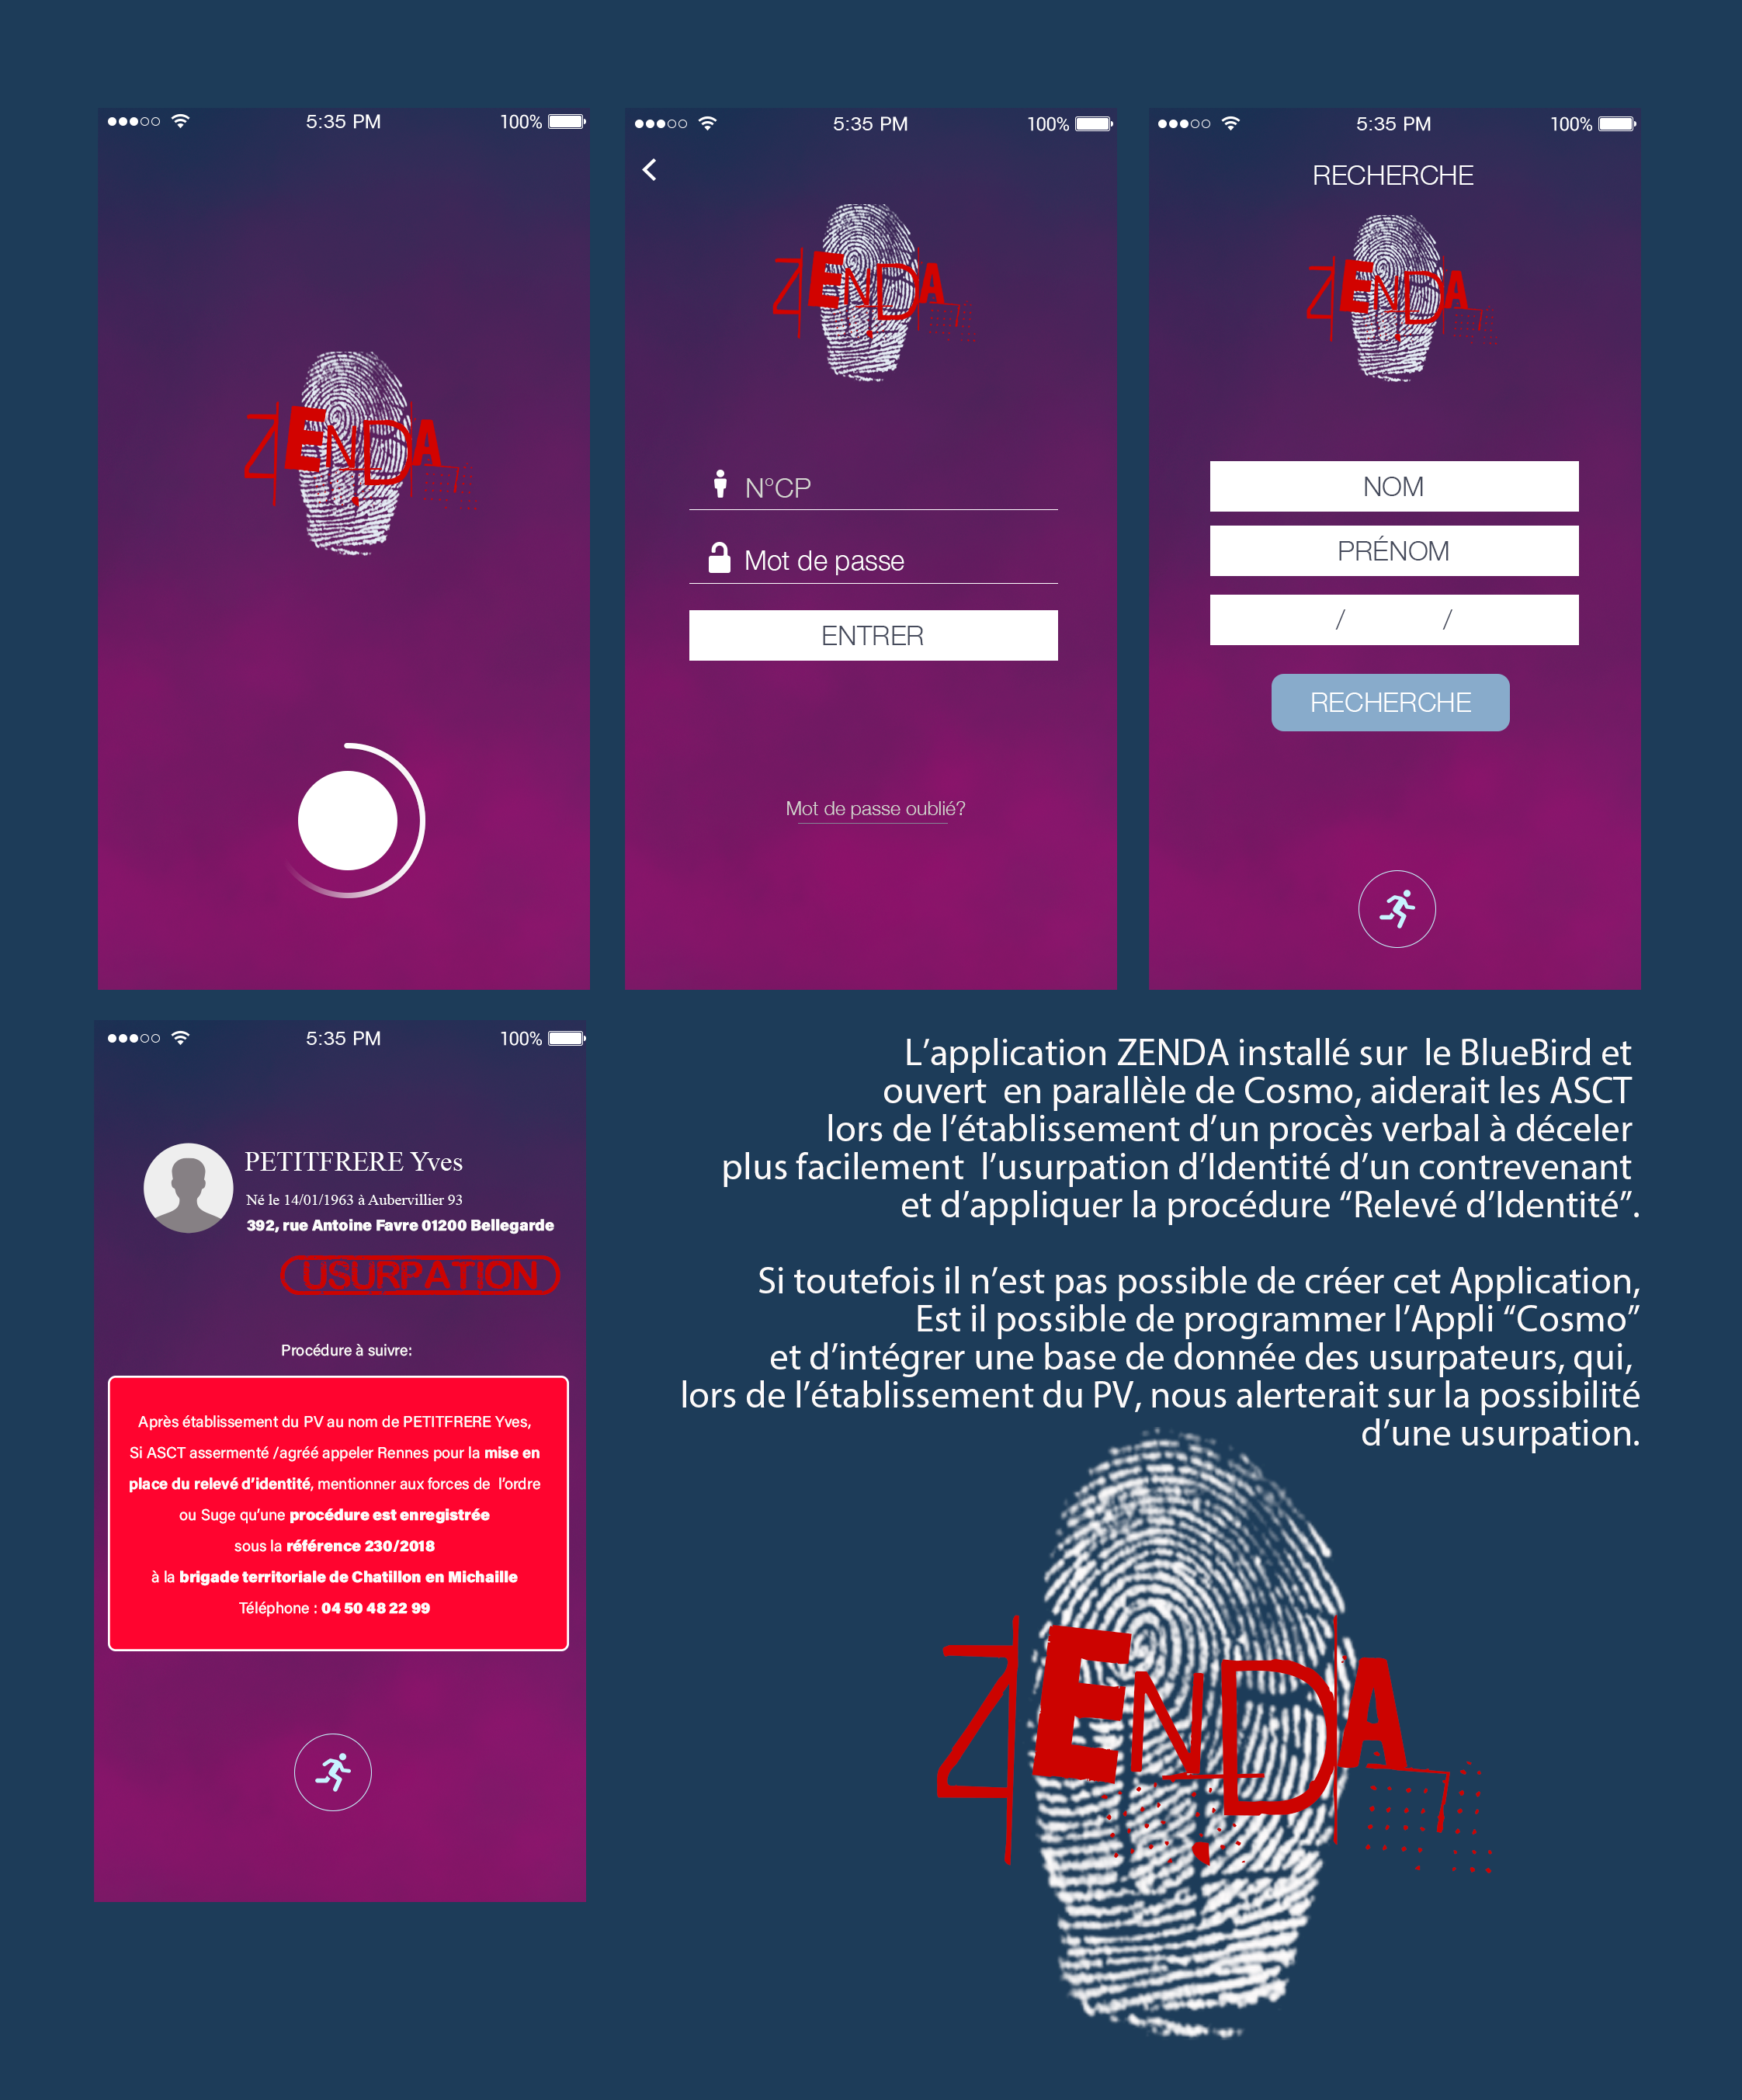 5:35 PM 100%
ZENDA
5:35 PM 100%
ZENDA
N°CP
Mot de passe
ENTRER
Mot de passe oublié?
5:35 PM 100%
RECHERCHE
ZENDA
NOM
PRÉNOM
/ /
RECHERCHE
5:35 PM 100%
PETITFRERE Yves
Né le 14/01/1963 à Aubervillier 93
392, rue Antoine Favre 01200 Bellegarde
USURPATION
Procédure à suivre:
Après établissement du PV au nom de PETITFRERE Yves,
Si ASCT assermenté /agréé appeler Rennes pour la mise en
place du relevé d'identité, mentionner aux forces de l'ordre
ou Suge qu'une procédure est enregistrée
sous la référence 230/2018
à la brigade territoriale de Chatillon en Michaille
Téléphone : 04 50 48 22 99
L'application ZENDA installé sur le BlueBird et
ouvert en parallèle de Cosmo, aiderait les ASCT
lors de l'établissement d'un procès verbal à déceler
plus facilement l'usurpation d'Identité d'un contrevenant
et d'appliquer la procédure “Relevé d'Identité”.
Si toutefois il n'est pas possible de créer cet Application,
Est il possible de programmer l'Appli “Cosmo”
et d'intégrer une base de donnée des usurpateurs, qui,
lors de l'établissement du PV, nous alerterait sur la possibilité
d'une usurpation.
ZENDA